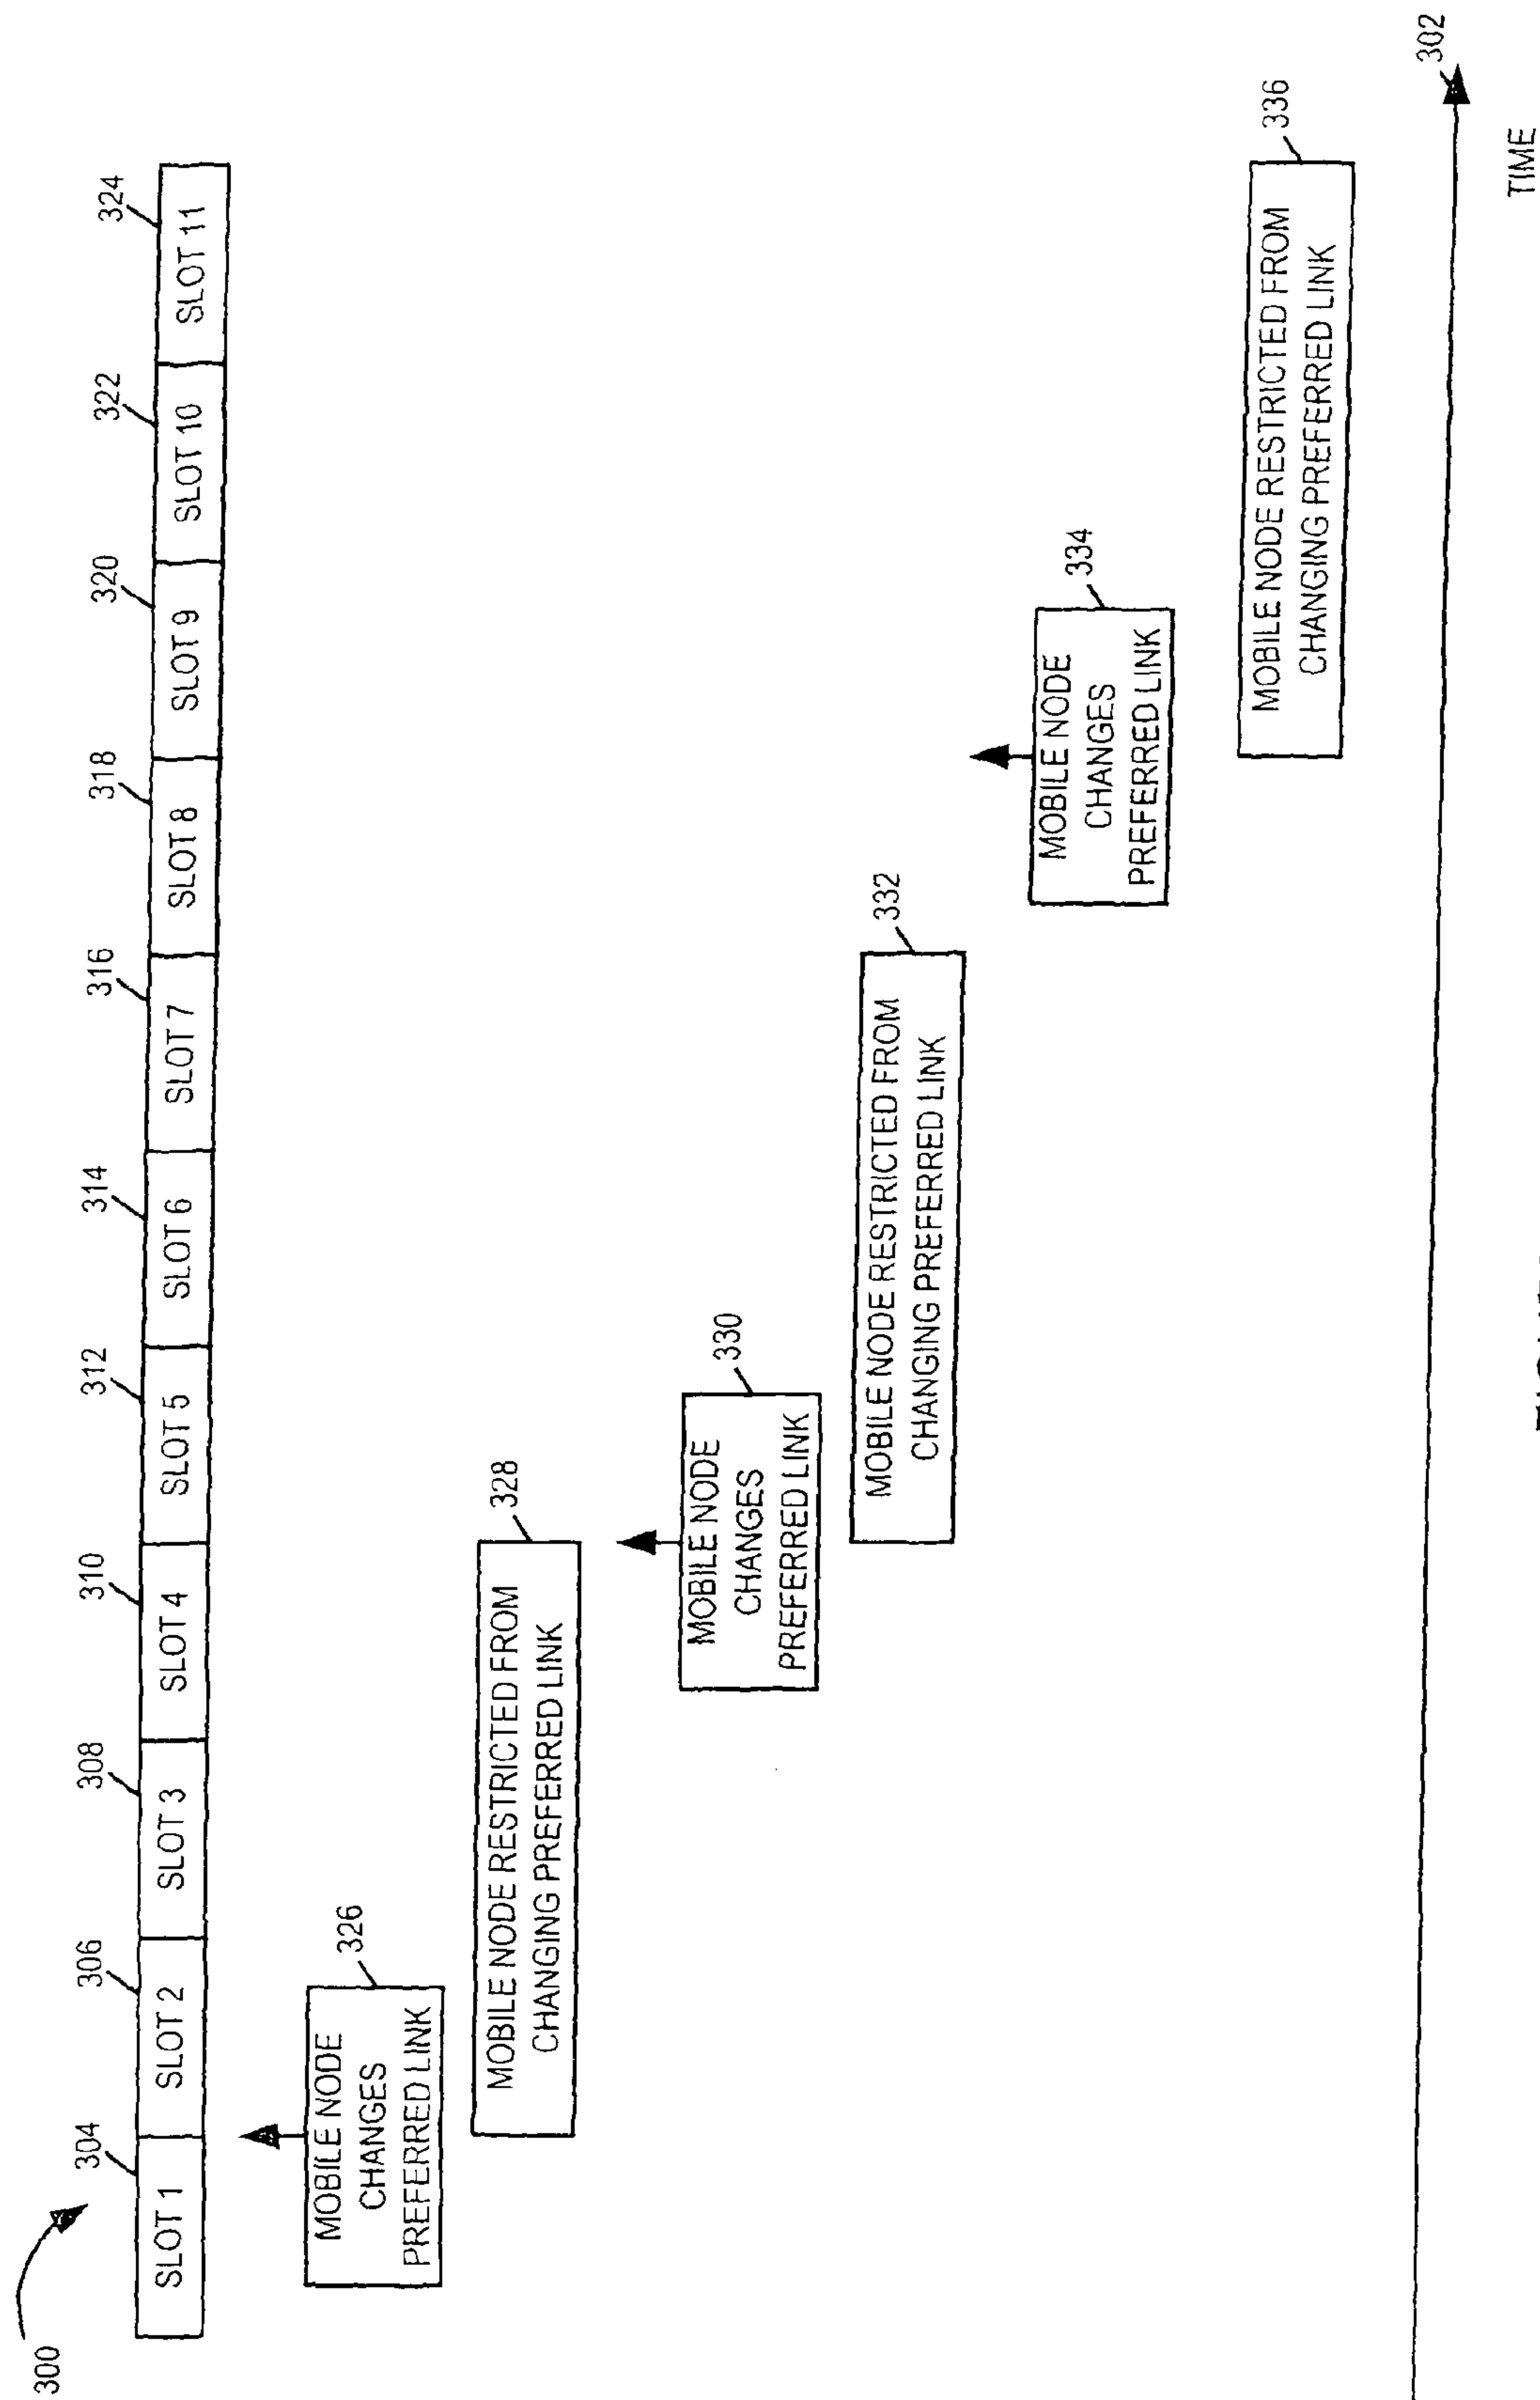 300
304
306
308
310
312
314
316
318
320
322
324
SLOT 1
SLOT 2
SLOT 3
SLOT 4
SLOT 5
SLOT 6
SLOT 7
SLOT 8
SLOT 9
SLOT 10
SLOT 11
326
MOBILE NODE
CHANGES
PREFERRED LINK
328
MOBILE NODE RESTRICTED FROM
CHANGING PREFERRED LINK
330
MOBILE NODE
CHANGES
PREFERRED LINK
332
MOBILE NODE RESTRICTED FROM
CHANGING PREFERRED LINK
334
MOBILE NODE
CHANGES
PREFERRED LINK
336
MOBILE NODE RESTRICTED FROM
CHANGING PREFERRED LINK
302
TIME